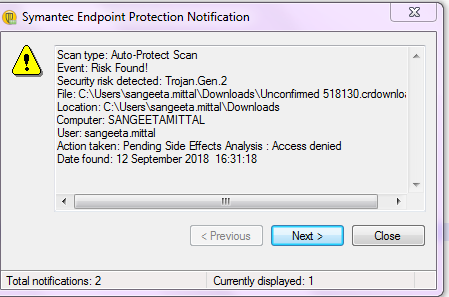 Symantec Endpoint Protection Notification
Scan type: Auto-Protect Scan
Event: Risk Found!
Security risk detected: Trojan.Gen.2
File: C:\Users\sangeeta.mittal\Downloads\Unconfirmed 518130.crdownloa
Location: C:\Users\sangeeta.mittal\Downloads
Computer: SANGEETAMITTAL
User: sangeeta.mittal
Action taken: Pending Side Effects Analysis : Access denied
Date found: 12 September 2018 16:31:18
< Previous Next > Close
Total notifications: 2 Currently displayed: 1